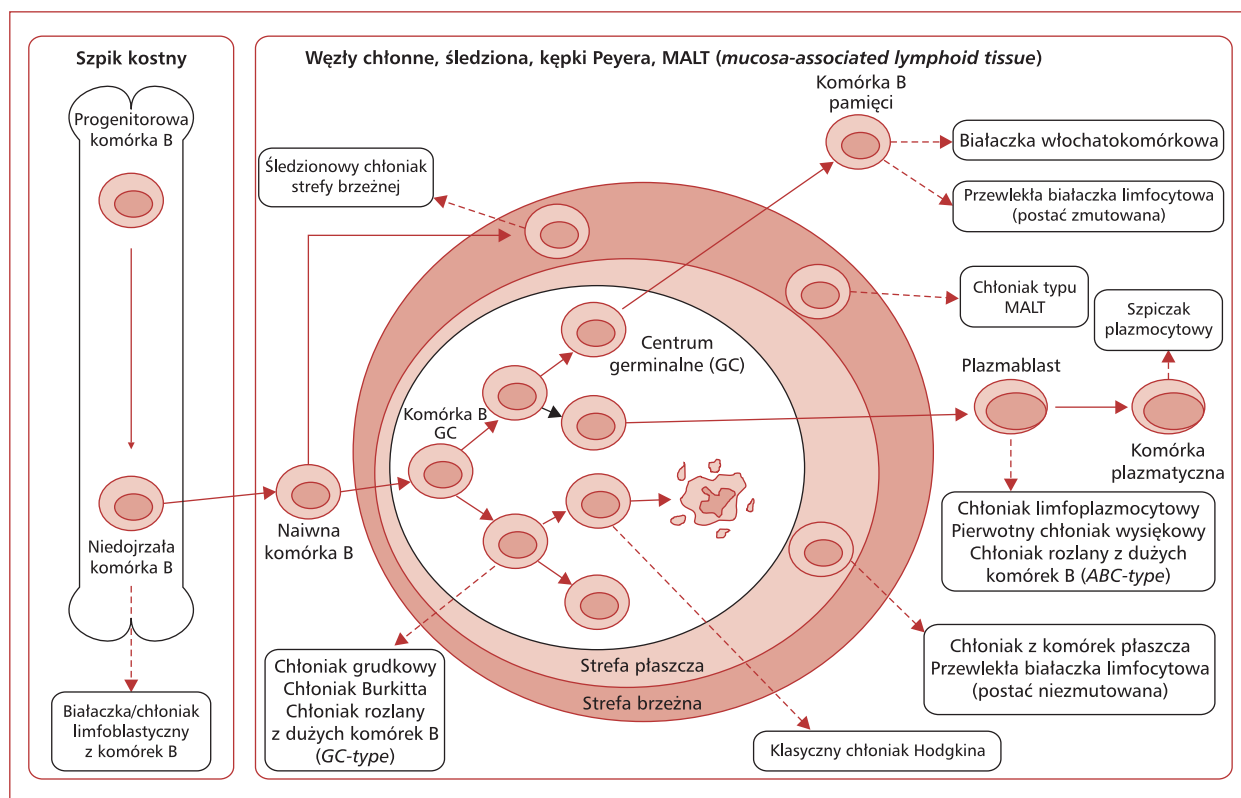 Szpik kostny
Progenitorowa
komórka B
Niedojrzała
komórka B
Białaczka/chłoniak
limfoblastyczny
z komórek B
Węzły chłonne, śledziona, kępki Peyera, MALT (mucosa-associated lymphoid tissue)
Komórka B
pamięci
Białaczka włochatokomórkowa
Śledzionowy chłoniak
strefy brzeżnej
Przewlekła białaczka limfocytowa
(postać zmutowana)
Chłoniak typu
MALT
Szpiczak
plazmocytowy
Centrum
germinalne (GC)
Plazmablast
Komórka B
GC
Komórka
plazmatyczna
Naiwna
komórka B
Chłoniak limfoplazmocytowy
Pierwotny chłoniak wysiękowy
Chłoniak rozlany z dużych
komórek B (ABC-type)
Chłoniak z komórek płaszcza
Przewlekła białaczka limfocytowa
(postać niezmutowana)
Strefa płaszcza
Strefa brzeżna
Chłoniak grudkowy
Chłoniak Burkitta
Chłoniak rozlany
z dużych komórek B
(GC-type)
Klasyczny chłoniak Hodgkina